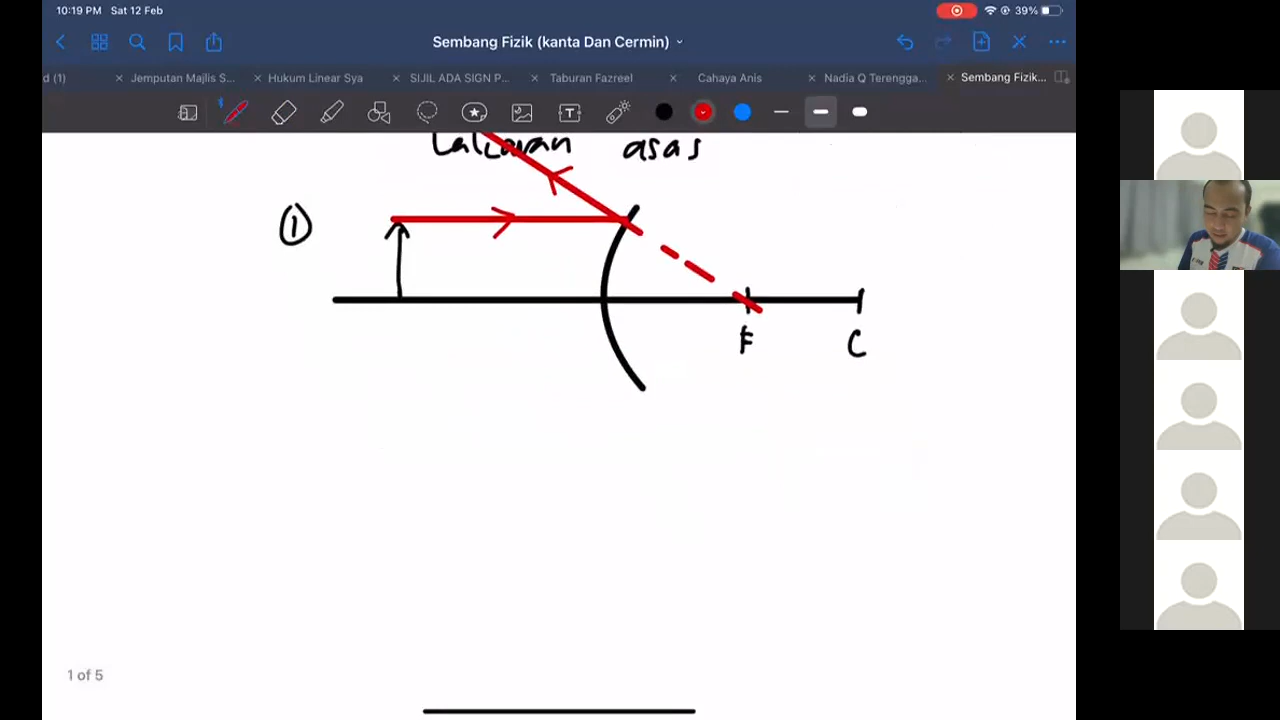 10:19 PM Sat 12 Feb
39%
Sembang Fizik (kanta Dan Cermin)
d (1)
Jemputan Majlis S...
Hukum Linear Sya
SIJIL ADA SIGN P...
Taburan Fazreel
Cahaya Anis
Nadia Q Terengga...
Sembang Fizik...
asas
1
F
C
1 of 5